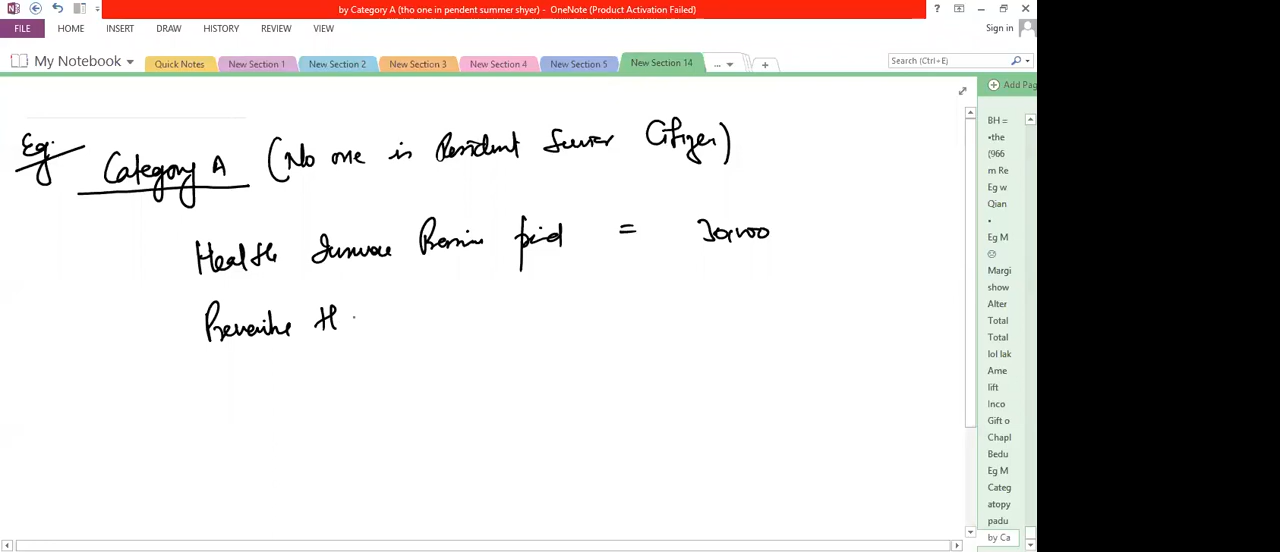 by Category A (tho one in pendent summer shyer) - OneNote (Product Activation Failed)
FILE HOME INSERT DRAW HISTORY REVIEW VIEW Sign in
My Notebook Quick Notes New Section 1 New Section 2 New Section 3 New Section 4 New Section 5 New Section 14 ... Search (Ctrl+E)
Add Pag
Eg:
Category A (No one is Resident Senior Citizen)
Health Insurance Premium paid =
Preventive H
BH =
•the
(966
m Re
Eg w
Qian
•
Eg M
☹
Margi
show
Alter
Total
Total
lol lak
Ame
lift
Inco
Gift o
Chapl
Bedu
Eg M
Categ
atopy
padu
by Ca